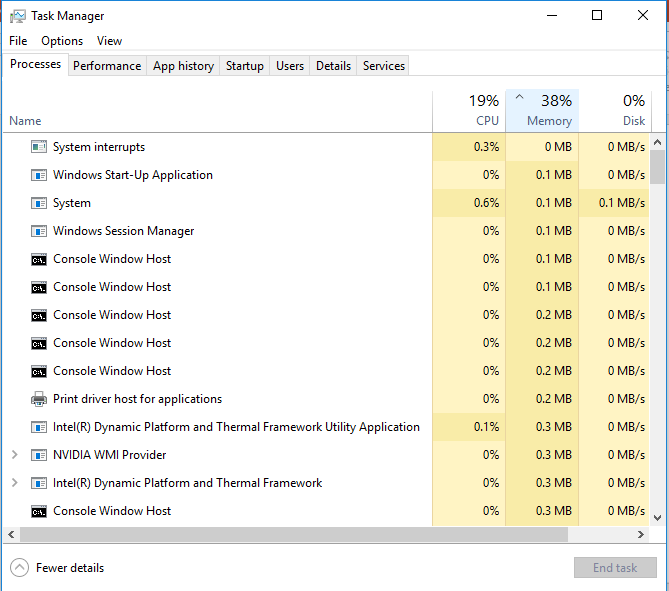 Task Manager
File Options View
Processes Performance App history Startup Users Details Services
19% 38% 0%
Name CPU Memory Disk
System interrupts 0.3% 0 MB 0 MB/s
Windows Start-Up Application 0% 0.1 MB 0 MB/s
System 0.6% 0.1 MB 0.1 MB/s
Windows Session Manager 0% 0.1 MB 0 MB/s
Console Window Host 0% 0.1 MB 0 MB/s
Console Window Host 0% 0.1 MB 0 MB/s
Console Window Host 0% 0.2 MB 0 MB/s
Console Window Host 0% 0.2 MB 0 MB/s
Console Window Host 0% 0.2 MB 0 MB/s
Print driver host for applications 0% 0.2 MB 0 MB/s
Intel(R) Dynamic Platform and Thermal Framework Utility Application 0.1% 0.3 MB 0 MB/s
NVIDIA WMI Provider 0% 0.3 MB 0 MB/s
Intel(R) Dynamic Platform and Thermal Framework 0% 0.3 MB 0 MB/s
Console Window Host 0% 0.3 MB 0 MB/s
Fewer details End task